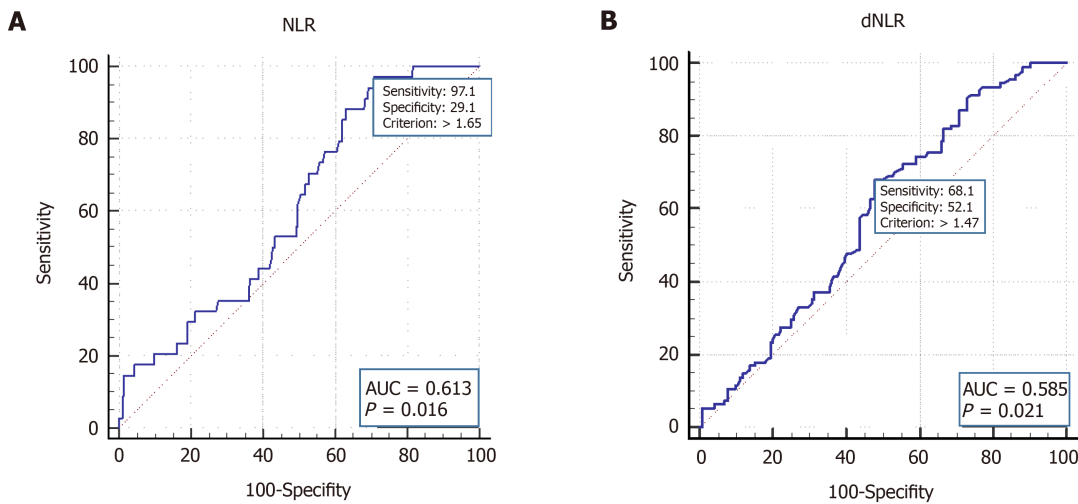 A
NLR
100
80
60
40
20
0
Sensitivity
Sensitivity: 97.1
Specificity: 29.1
Criterion: > 1.65
AUC = 0.613
P = 0.016
0 20 40 60 80 100
100-Specifity
B
dNLR
100
80
60
40
20
0
Sensitivity
Sensitivity: 68.1
Specificity: 52.1
Criterion: > 1.47
AUC = 0.585
P = 0.021
0 20 40 60 80 100
100-Specifity